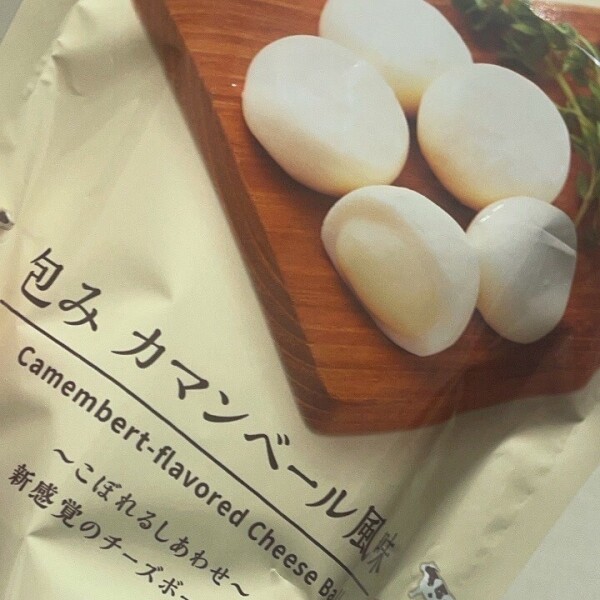 包み カマンベール風味
Camembert-flavored Cheese Ba
～こぼれるしあわせ～
新感覚のチーズボー